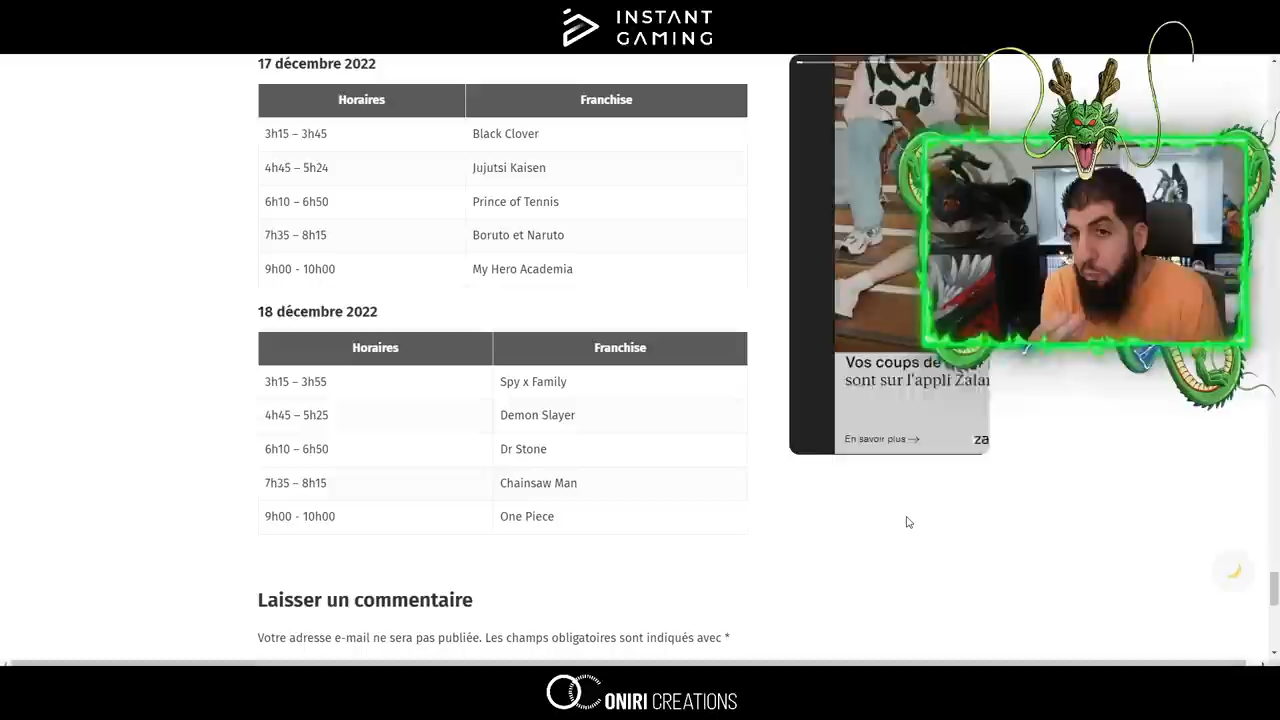 INSTANT
GAMING
17 décembre 2022
Horaires Franchise
3h15 – 3h45 Black Clover
4h45 – 5h24 Jujutsi Kaisen
6h10 – 6h50 Prince of Tennis
7h35 – 8h15 Boruto et Naruto
9h00 - 10h00 My Hero Academia
18 décembre 2022
Horaires Franchise
3h15 – 3h55 Spy x Family
4h45 – 5h25 Demon Slayer
6h10 – 6h50 Dr Stone
7h35 – 8h15 Chainsaw Man
9h00 - 10h00 One Piece
Vos coups de
sont sur l'appli Zalan
En savoir plus → za
Laisser un commentaire
Votre adresse e-mail ne sera pas publiée. Les champs obligatoires sont indiqués avec *
OC ONIRI CREATIONS